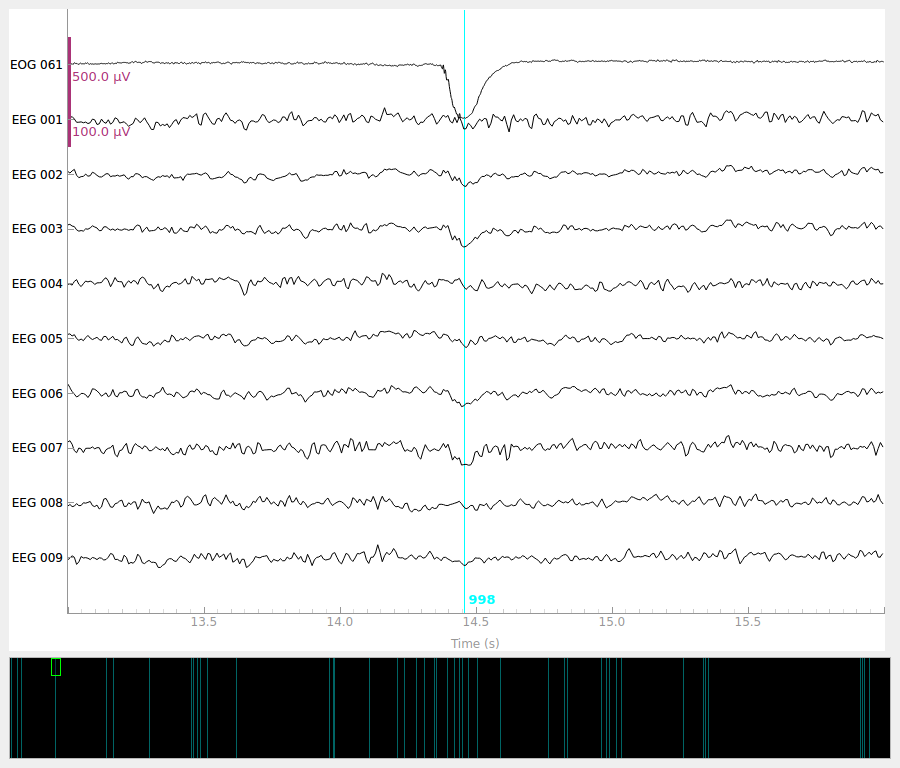 EOG 061
500.0 µV
EEG 001
100.0 µV
EEG 002
EEG 003
EEG 004
EEG 005
EEG 006
EEG 007
EEG 008
EEG 009
998
13.5 14.0 14.5 15.0 15.5
Time (s)